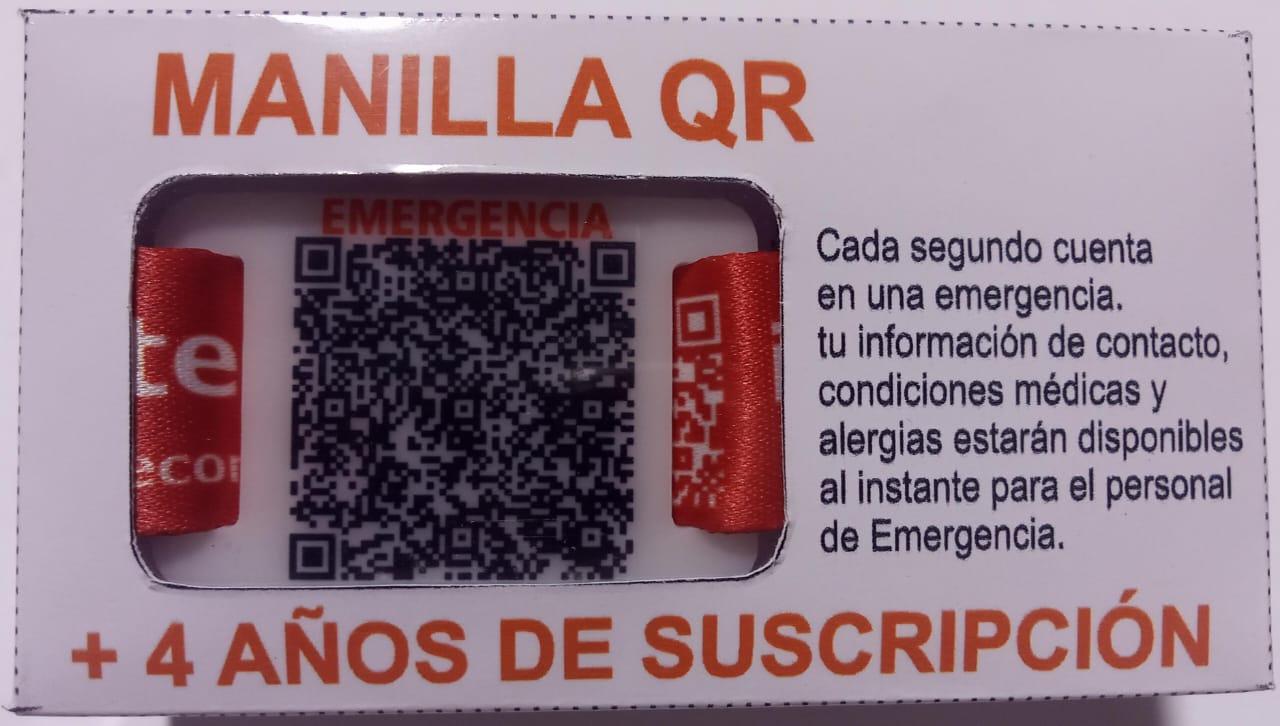 MANILLA QR
EMERGENCIA
Cada segundo cuenta
en una emergencia.
tu información de contacto,
condiciones médicas y
alergias estarán disponibles
al instante para el personal
de Emergencia.
+ 4 AÑOS DE SUSCRIPCIÓN